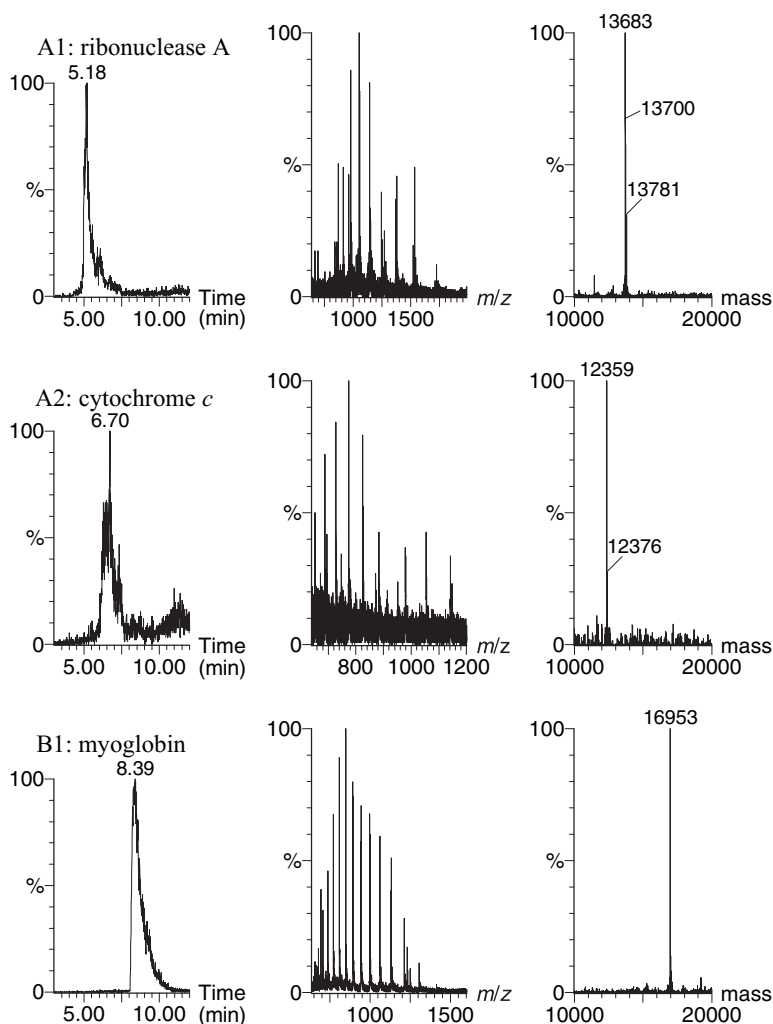 A1: ribonuclease A
5.18
100
%
0
5.00 10.00
Time
(min)
100
%
0
1000 1500
m/z
13683
100
13700
%
13781
0
10000 20000
mass
A2: cytochrome c
6.70
100
%
0
5.00 10.00
Time
(min)
100
%
0
800 1000 1200
m/z
12359
100
%
12376
0
10000 20000
mass
B1: myoglobin
8.39
100
%
0
5.00 10.00
Time
(min)
100
%
0
1000 1500
m/z
16953
100
%
0
10000 20000
mass